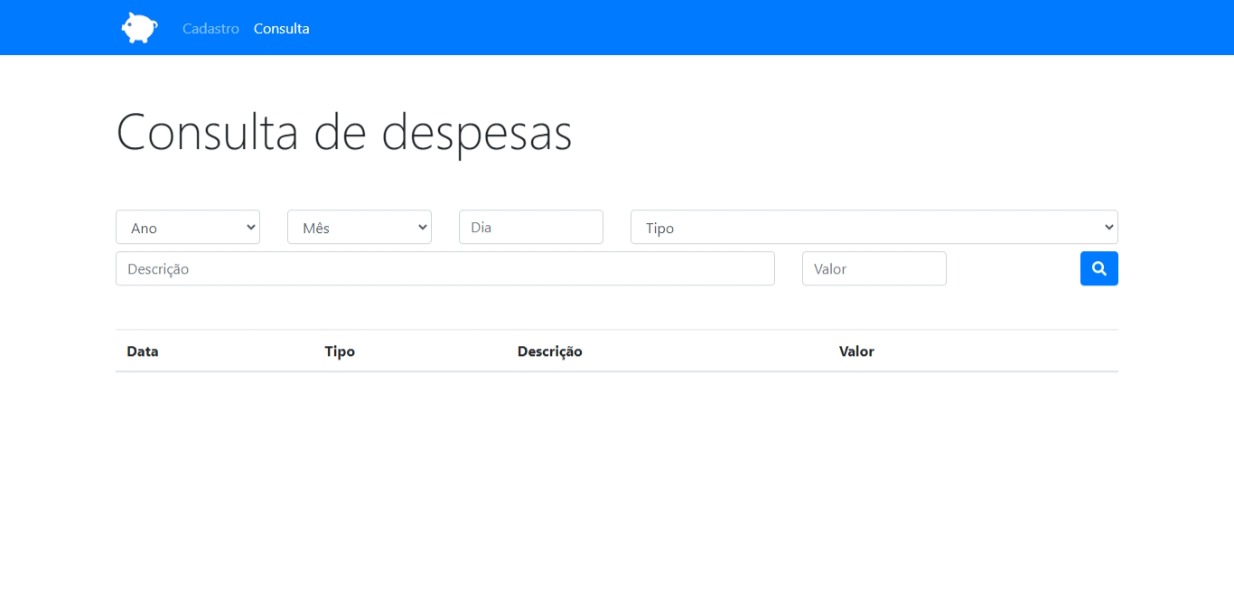 Cadastro Consulta
Consulta de despesas
Ano Mês Dia Tipo
Descrição Valor
Data Tipo Descrição Valor